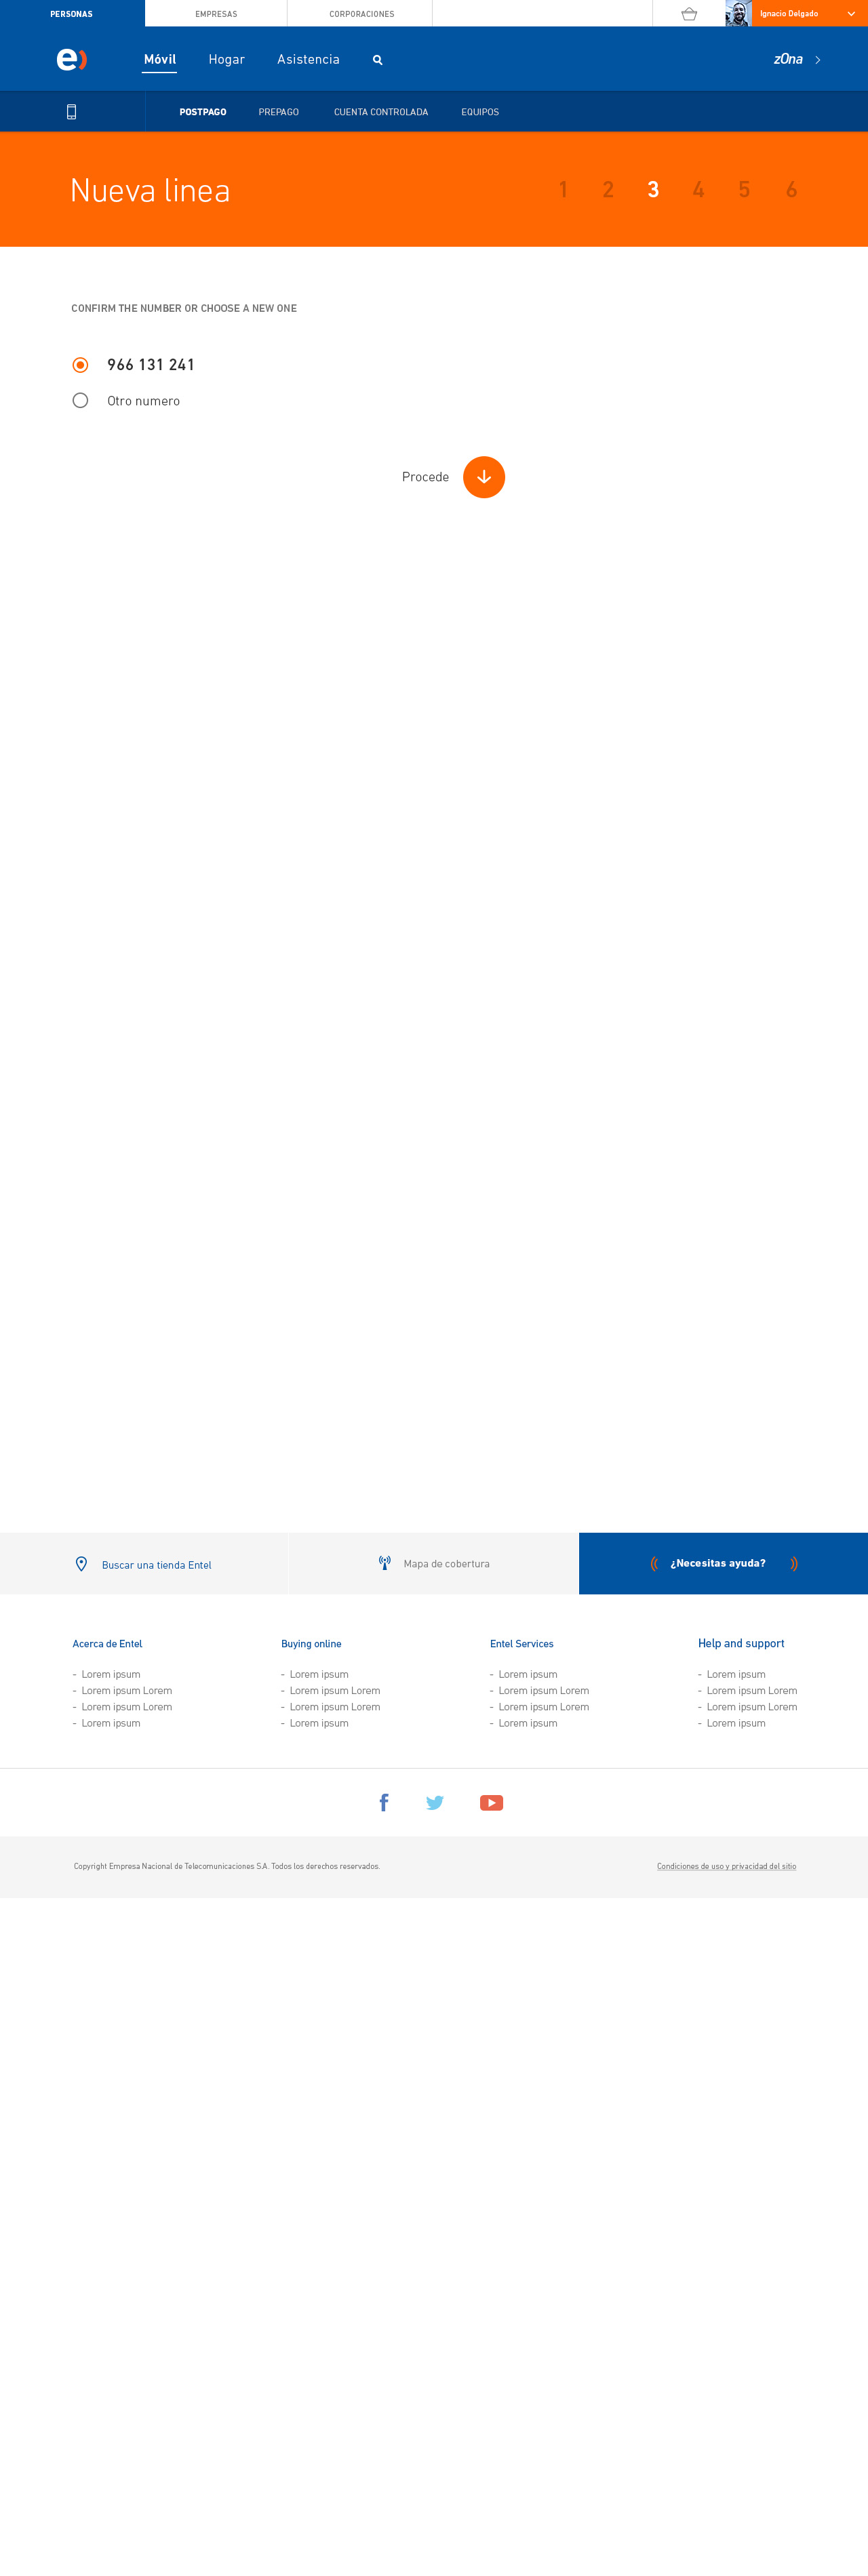 PERSONAS EMPRESAS CORPORACIONES Ignacio Delgado
e) Móvil Hogar Asistencia zOna
POSTPAGO PREPAGO CUENTA CONTROLADA EQUIPOS
Nueva linea 1 2 3 4 5 6
CONFIRM THE NUMBER OR CHOOSE A NEW ONE
966 131 241
Otro numero
Procede
Buscar una tienda Entel Mapa de cobertura ¿Necesitas ayuda?
Acerca de Entel Buying online Entel Services Help and support
- Lorem ipsum - Lorem ipsum - Lorem ipsum - Lorem ipsum
- Lorem ipsum Lorem - Lorem ipsum Lorem - Lorem ipsum Lorem - Lorem ipsum Lorem
- Lorem ipsum Lorem - Lorem ipsum Lorem - Lorem ipsum Lorem - Lorem ipsum Lorem
- Lorem ipsum - Lorem ipsum - Lorem ipsum - Lorem ipsum
Copyright Empresa Nacional de Telecomunicaciones S.A. Todos los derechos reservados. Condiciones de uso y privacidad del sitio